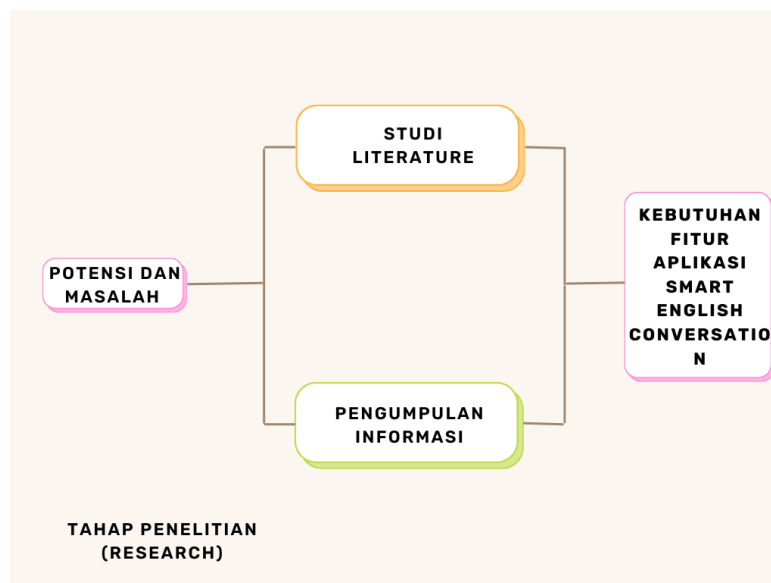 STUDI
LITERATURE
POTENSI DAN
MASALAH
KEBUTUHAN
FITUR
APLIKASI
SMART
ENGLISH
CONVERSATIO
N
PENGUMPULAN
INFORMASI
TAHAP PENELITIAN
(RESEARCH)